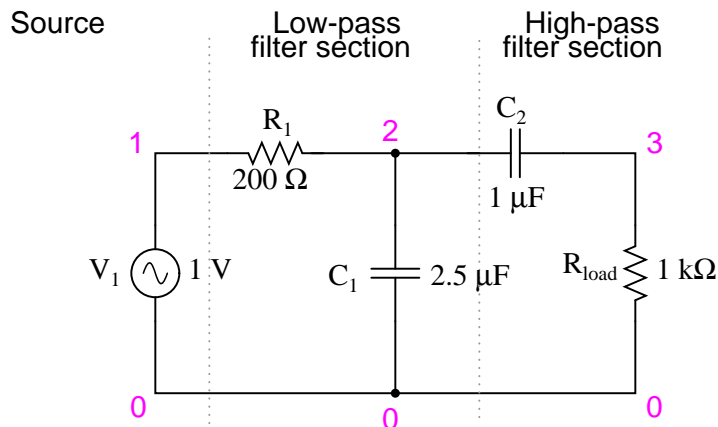 Source
Low-pass
filter section
High-pass
filter section
1
R1
200 Ω
2
C2
1 μF
3
V1
1 V
C1
2.5 μF
Rload
1 kΩ
0
0
0